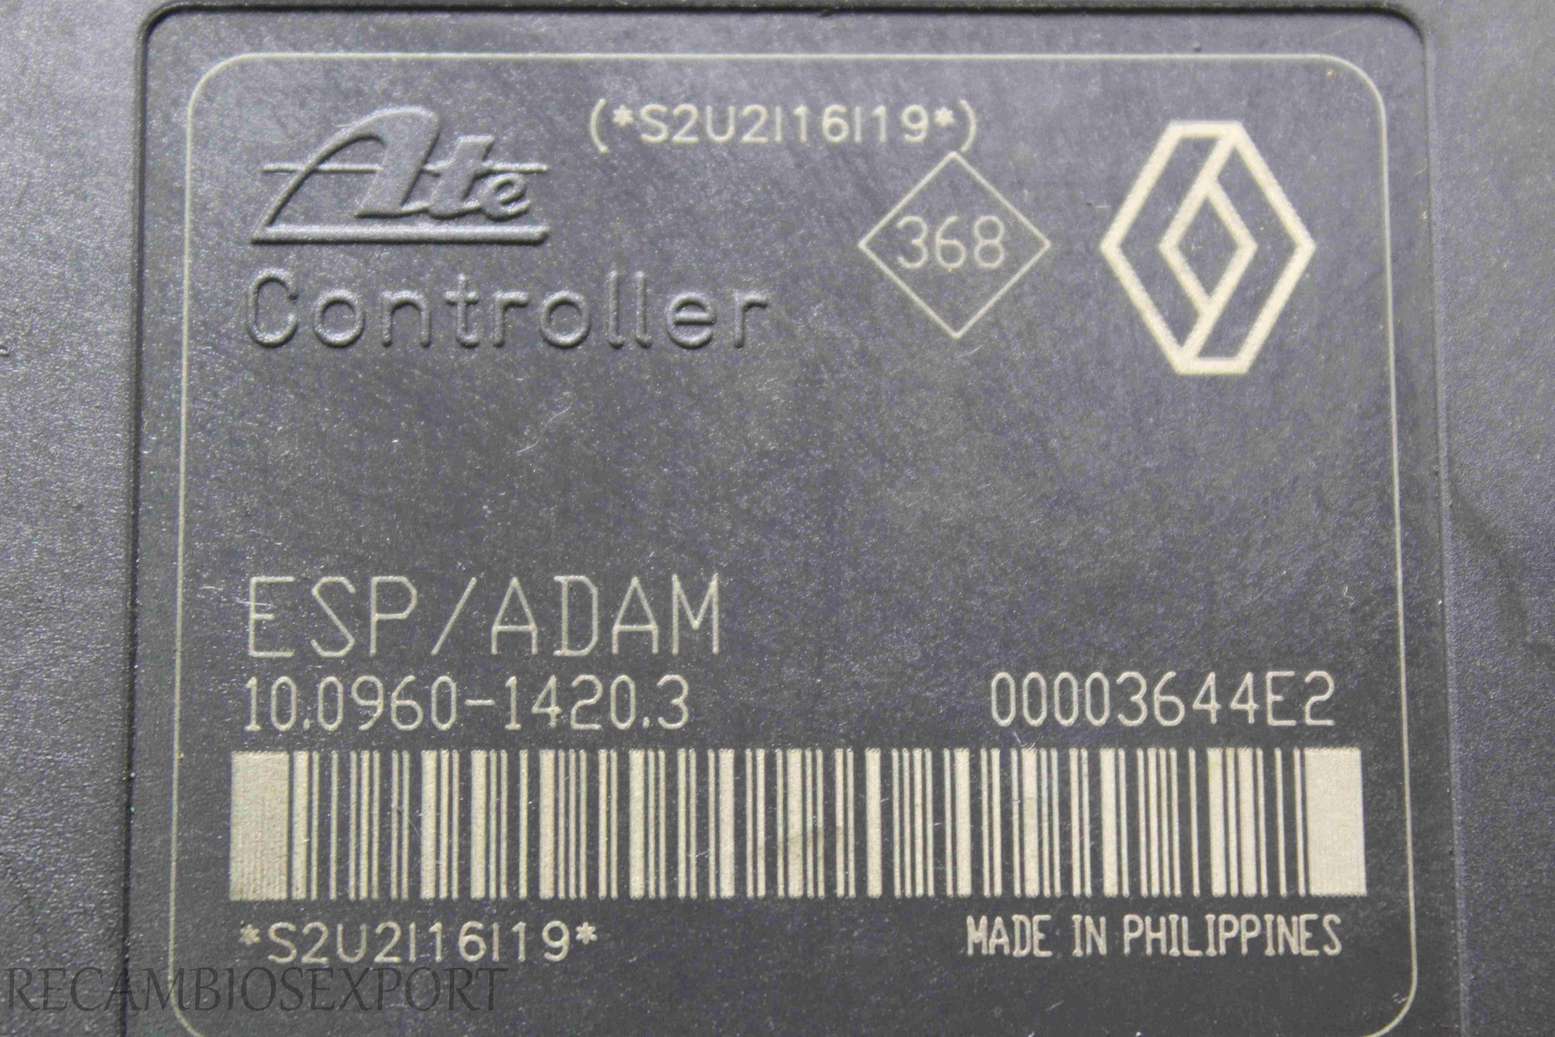 (*S2U2I16I19*)
Ate
368
Controller
ESP/ADAM
10.0960-1420.3 00003644E2
*S2U2I16I19* MADE IN PHILIPPINES
RECAMBIOSEXPORT